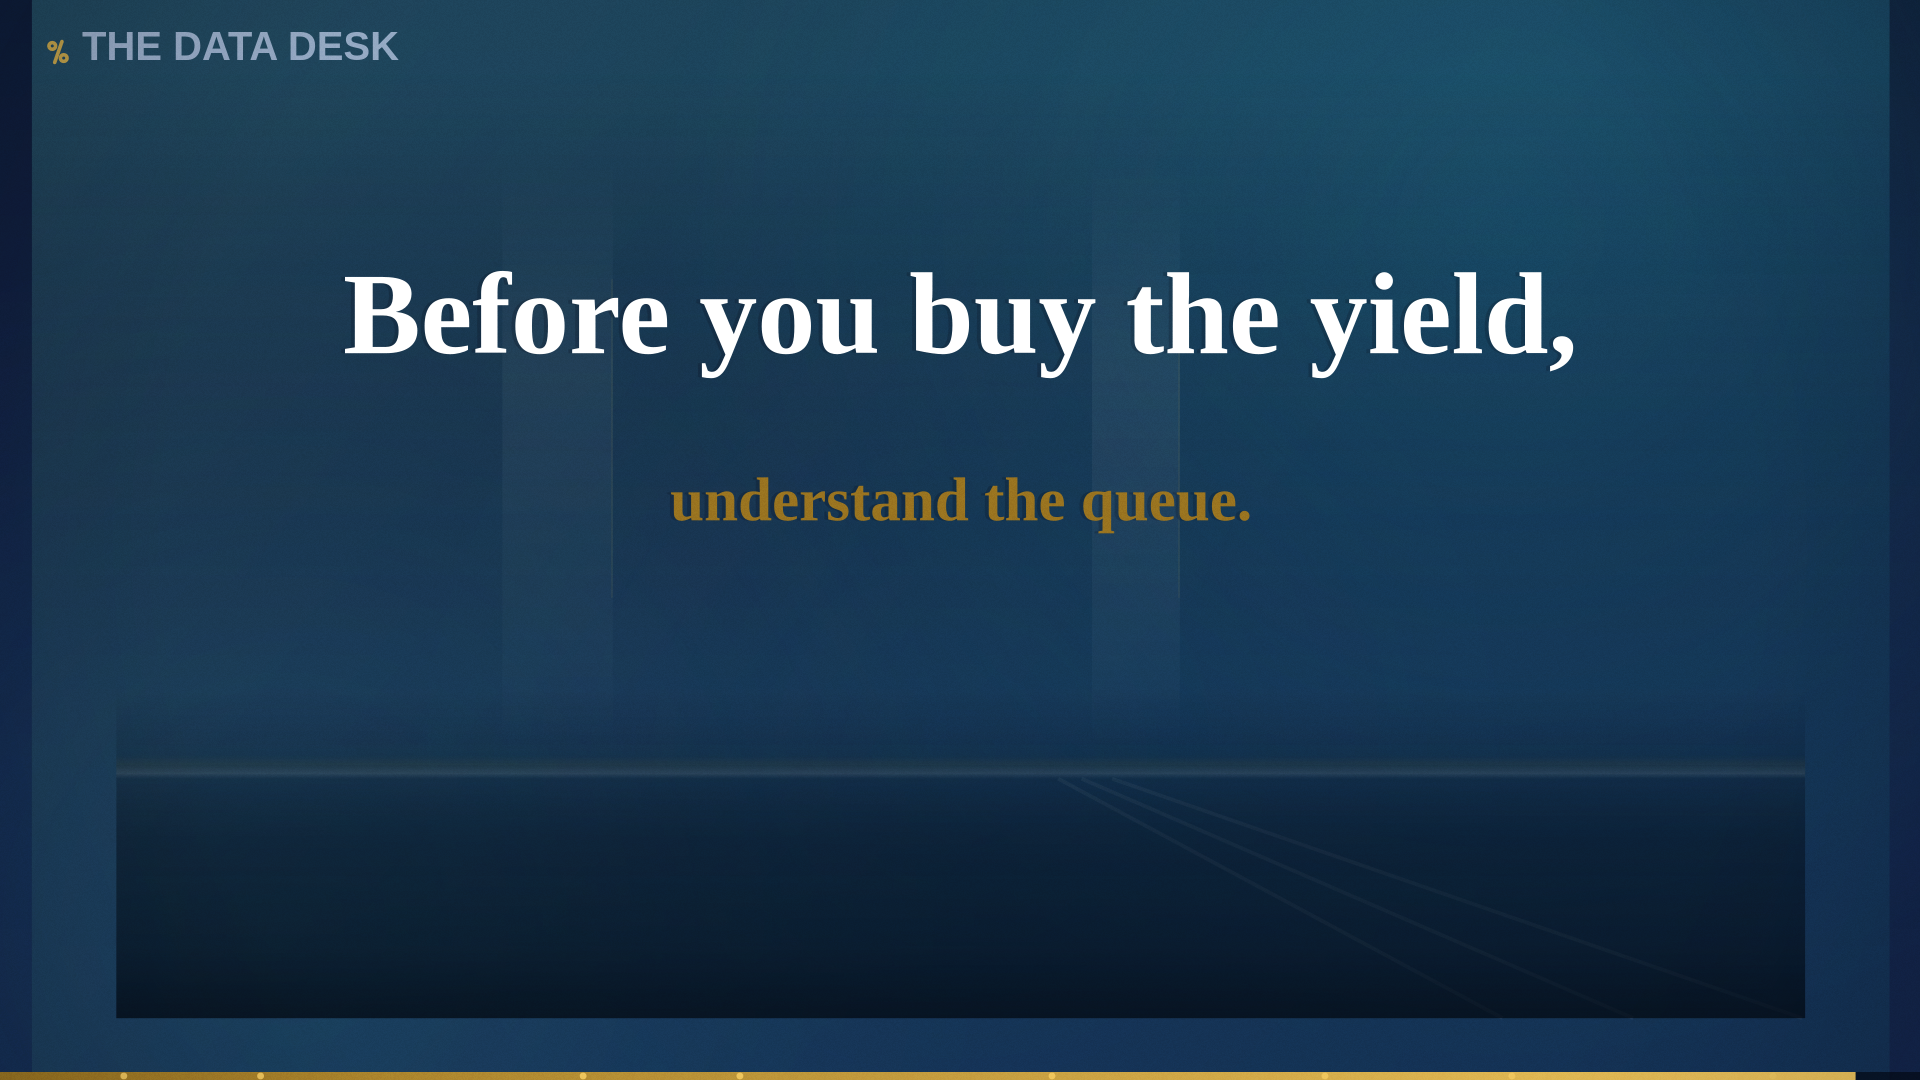 % THE DATA DESK
Before you buy the yield,
understand the queue.